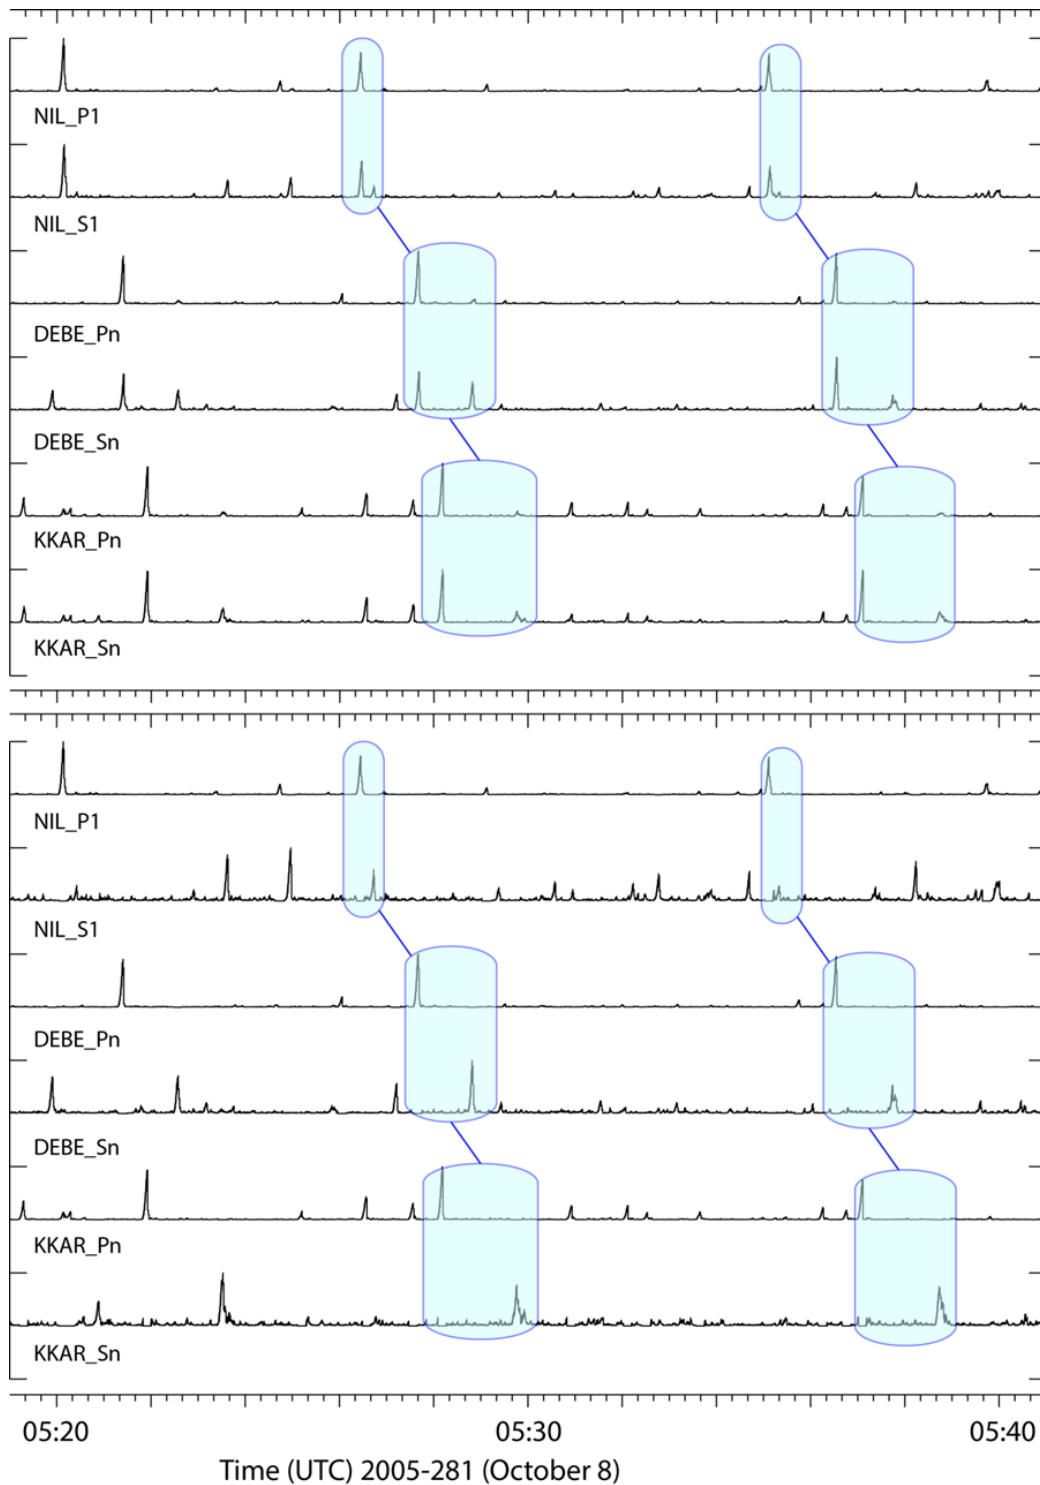 NIL_P1
NIL_S1
DEBE_Pn
DEBE_Sn
KKAR_Pn
KKAR_Sn
NIL_P1
NIL_S1
DEBE_Pn
DEBE_Sn
KKAR_Pn
KKAR_Sn
05:20 05:30 05:40
Time (UTC) 2005-281 (October 8)